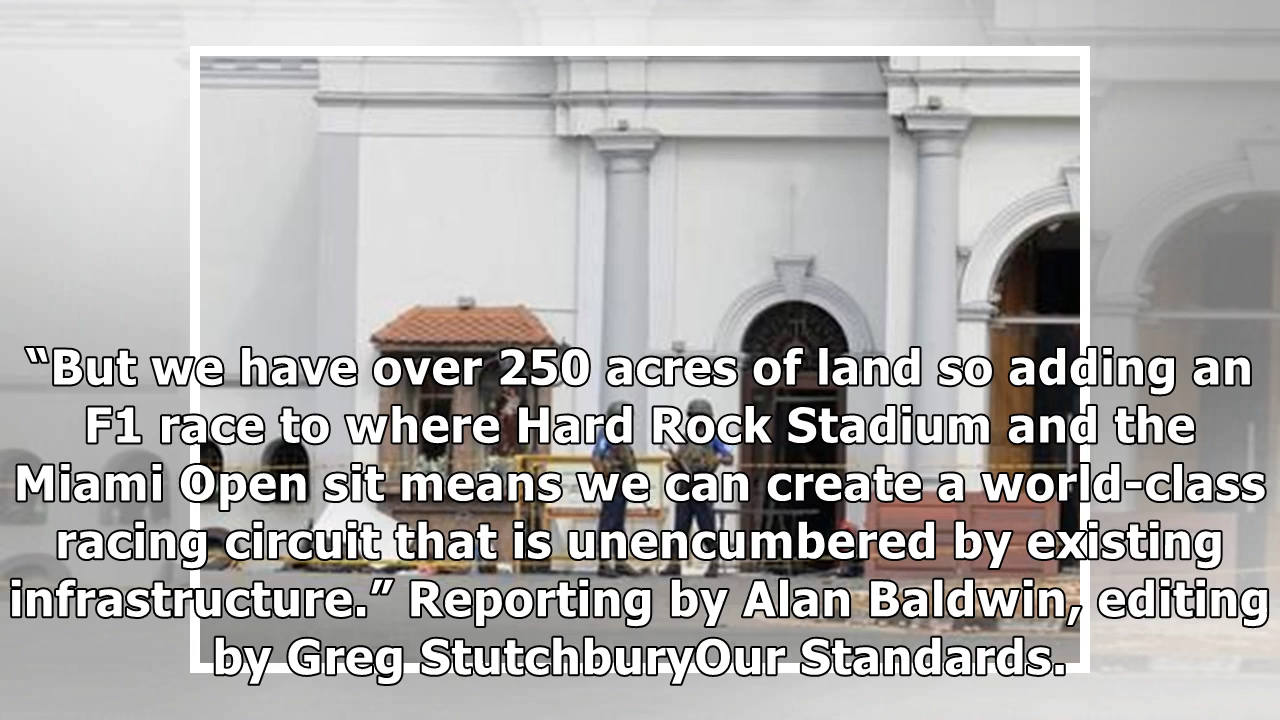 “But we have over 250 acres of land so adding an
F1 race to where Hard Rock Stadium and the
Miami Open sit means we can create a world-class
racing circuit that is unencumbered by existing
infrastructure.” Reporting by Alan Baldwin, editing
by Greg StutchburyOur Standards.